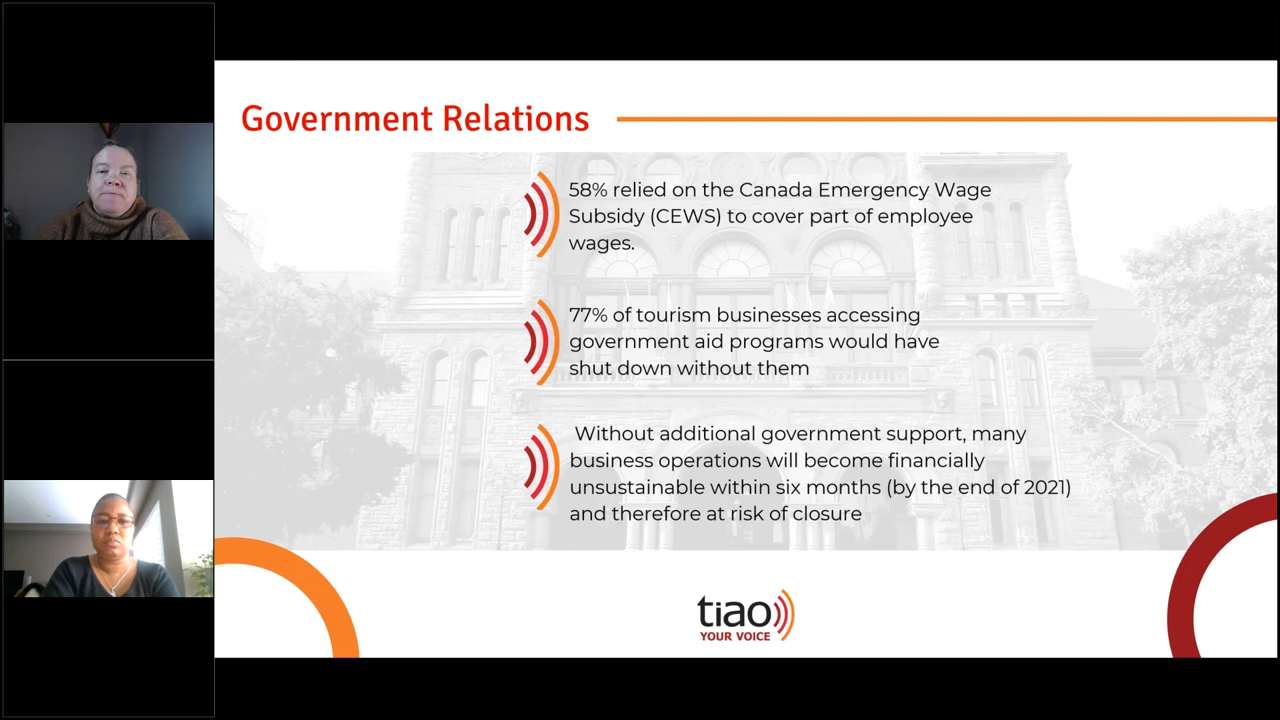 Government Relations
58% relied on the Canada Emergency Wage
Subsidy (CEWS) to cover part of employee
wages.
77% of tourism businesses accessing
government aid programs would have
shut down without them
Without additional government support, many
business operations will become financially
unsustainable within six months (by the end of 2021)
and therefore at risk of closure
tiao
YOUR VOICE